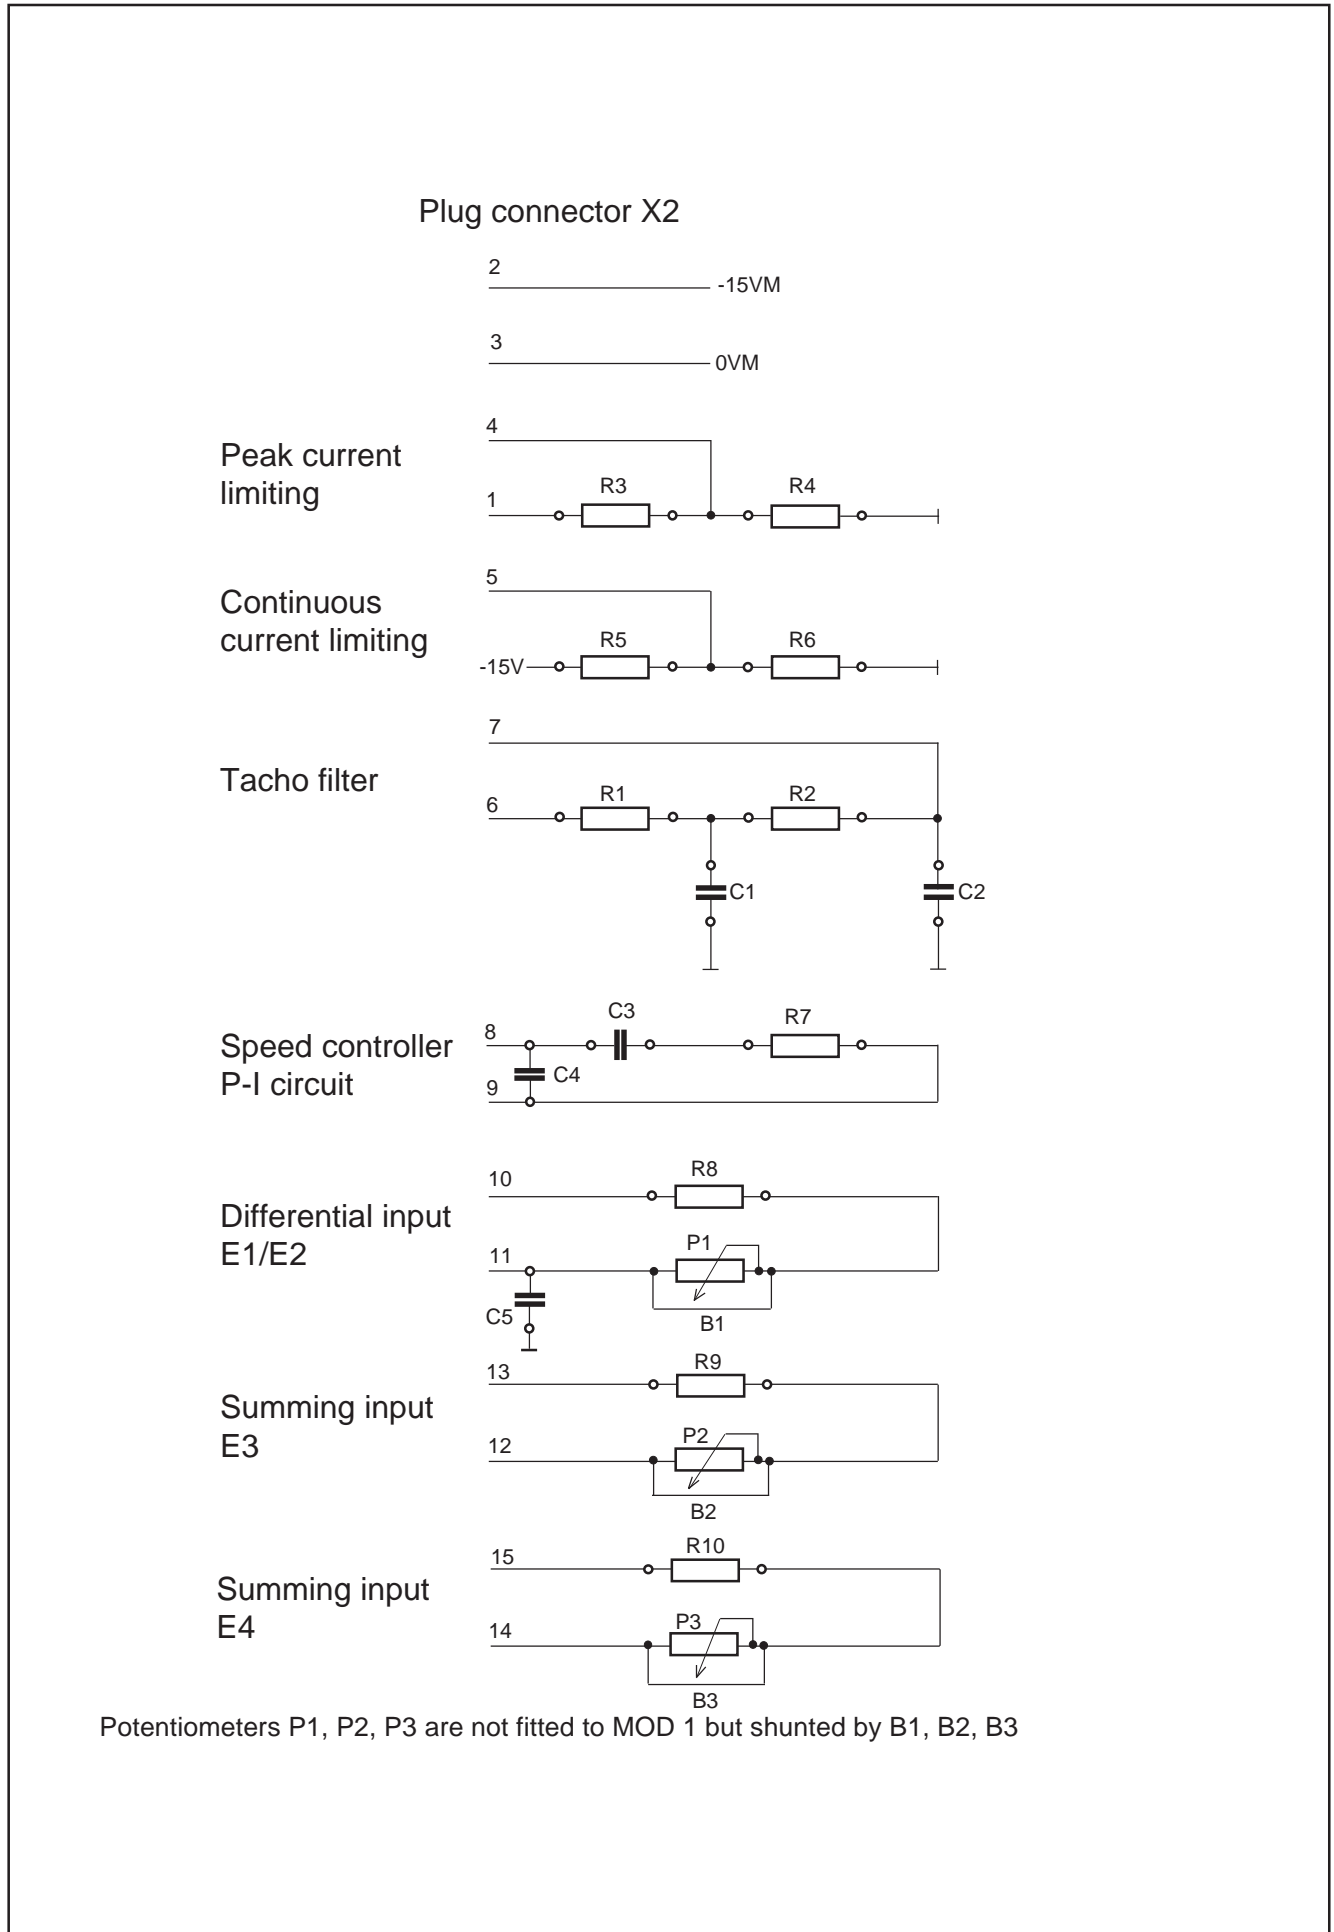 Plug connector X2
2
-15VM
3
0VM
4
Peak current
limiting
R3
R4
1
5
Continuous
current limiting
R5
R6
-15V
7
Tacho filter
R1
R2
6
C1
C2
C3
R7
8
Speed controller
P-I circuit
C4
9
R8
10
Differential input
E1/E2
P1
11
C5
B1
R9
13
Summing input
E3
P2
12
B2
R10
15
Summing input
E4
P3
14
B3
Potentiometers P1, P2, P3 are not fitted to MOD 1 but shunted by B1, B2, B3